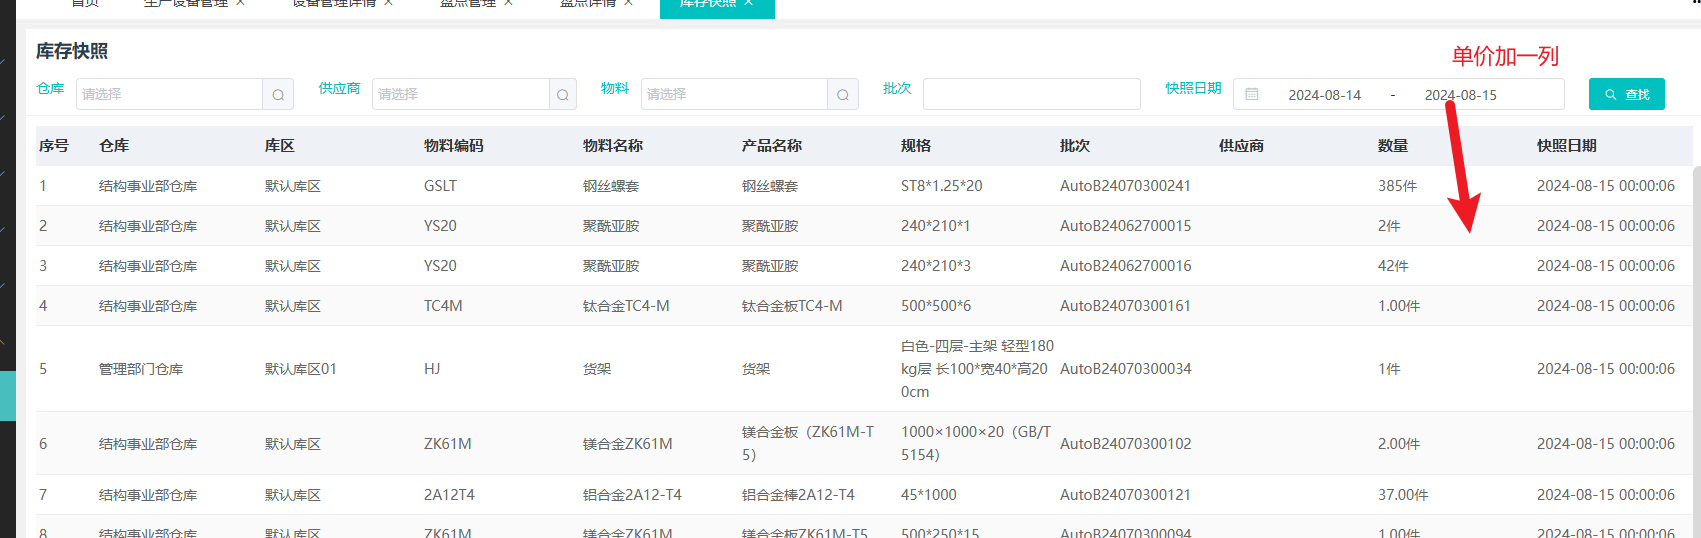 首页 生产设备管理 × 设备管理详情 × 盘点管理 × 盘点详情 × 库存快照 ×
库存快照
单价加一列
仓库 请选择 供应商 请选择 物料 请选择 批次 快照日期 2024-08-14 - 2024-08-15 查找
序号 仓库 库区 物料编码 物料名称 产品名称 规格 批次 供应商 数量 快照日期
1 结构事业部仓库 默认库区 GSLT 钢丝螺套 钢丝螺套 ST8*1.25*20 AutoB24070300241 385件 2024-08-15 00:00:06
2 结构事业部仓库 默认库区 YS20 聚酰亚胺 聚酰亚胺 240*210*1 AutoB24062700015 2件 2024-08-15 00:00:06
3 结构事业部仓库 默认库区 YS20 聚酰亚胺 聚酰亚胺 240*210*3 AutoB24062700016 42件 2024-08-15 00:00:06
4 结构事业部仓库 默认库区 TC4M 钛合金TC4-M 钛合金板TC4-M 500*500*6 AutoB24070300161 1.00件 2024-08-15 00:00:06
白色-四层-主架 轻型180
5 管理部门仓库 默认库区01 HJ 货架 货架 kg层 长100*宽40*高20 AutoB24070300034 1件 2024-08-15 00:00:06
0cm
镁合金板（ZK61M-T 1000×1000×20（GB/T
6 结构事业部仓库 默认库区 ZK61M 镁合金ZK61M AutoB24070300102 2.00件 2024-08-15 00:00:06
5） 5154）
7 结构事业部仓库 默认库区 2A12T4 铝合金2A12-T4 铝合金棒2A12-T4 45*1000 AutoB24070300121 37.00件 2024-08-15 00:00:06
8 结构事业部仓库 默认库区 ZK61M 镁合金ZK61M 镁合金板ZK61M-T5 500*250*15 AutoB24070300094 1.00件 2024-08-15 00:00:06